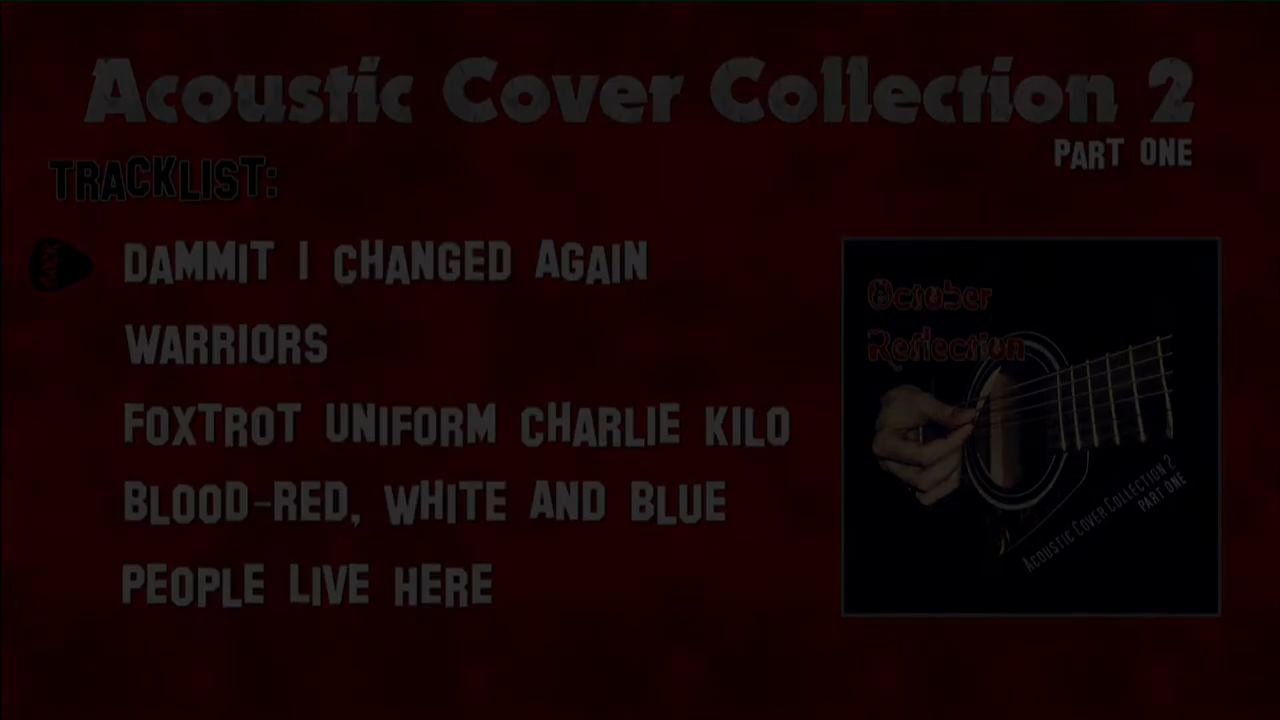 Acoustic Cover Collection 2
PART ONE
TRACKLIST:
DAMMIT I CHANGED AGAIN
WARRIORS
FOXTROT UNIFORM CHARLIE KILO
BLOOD-RED, WHITE AND BLUE
PEOPLE LIVE HERE
October
Reflection
ACOUSTIC COVER COLLECTION 2
PART ONE